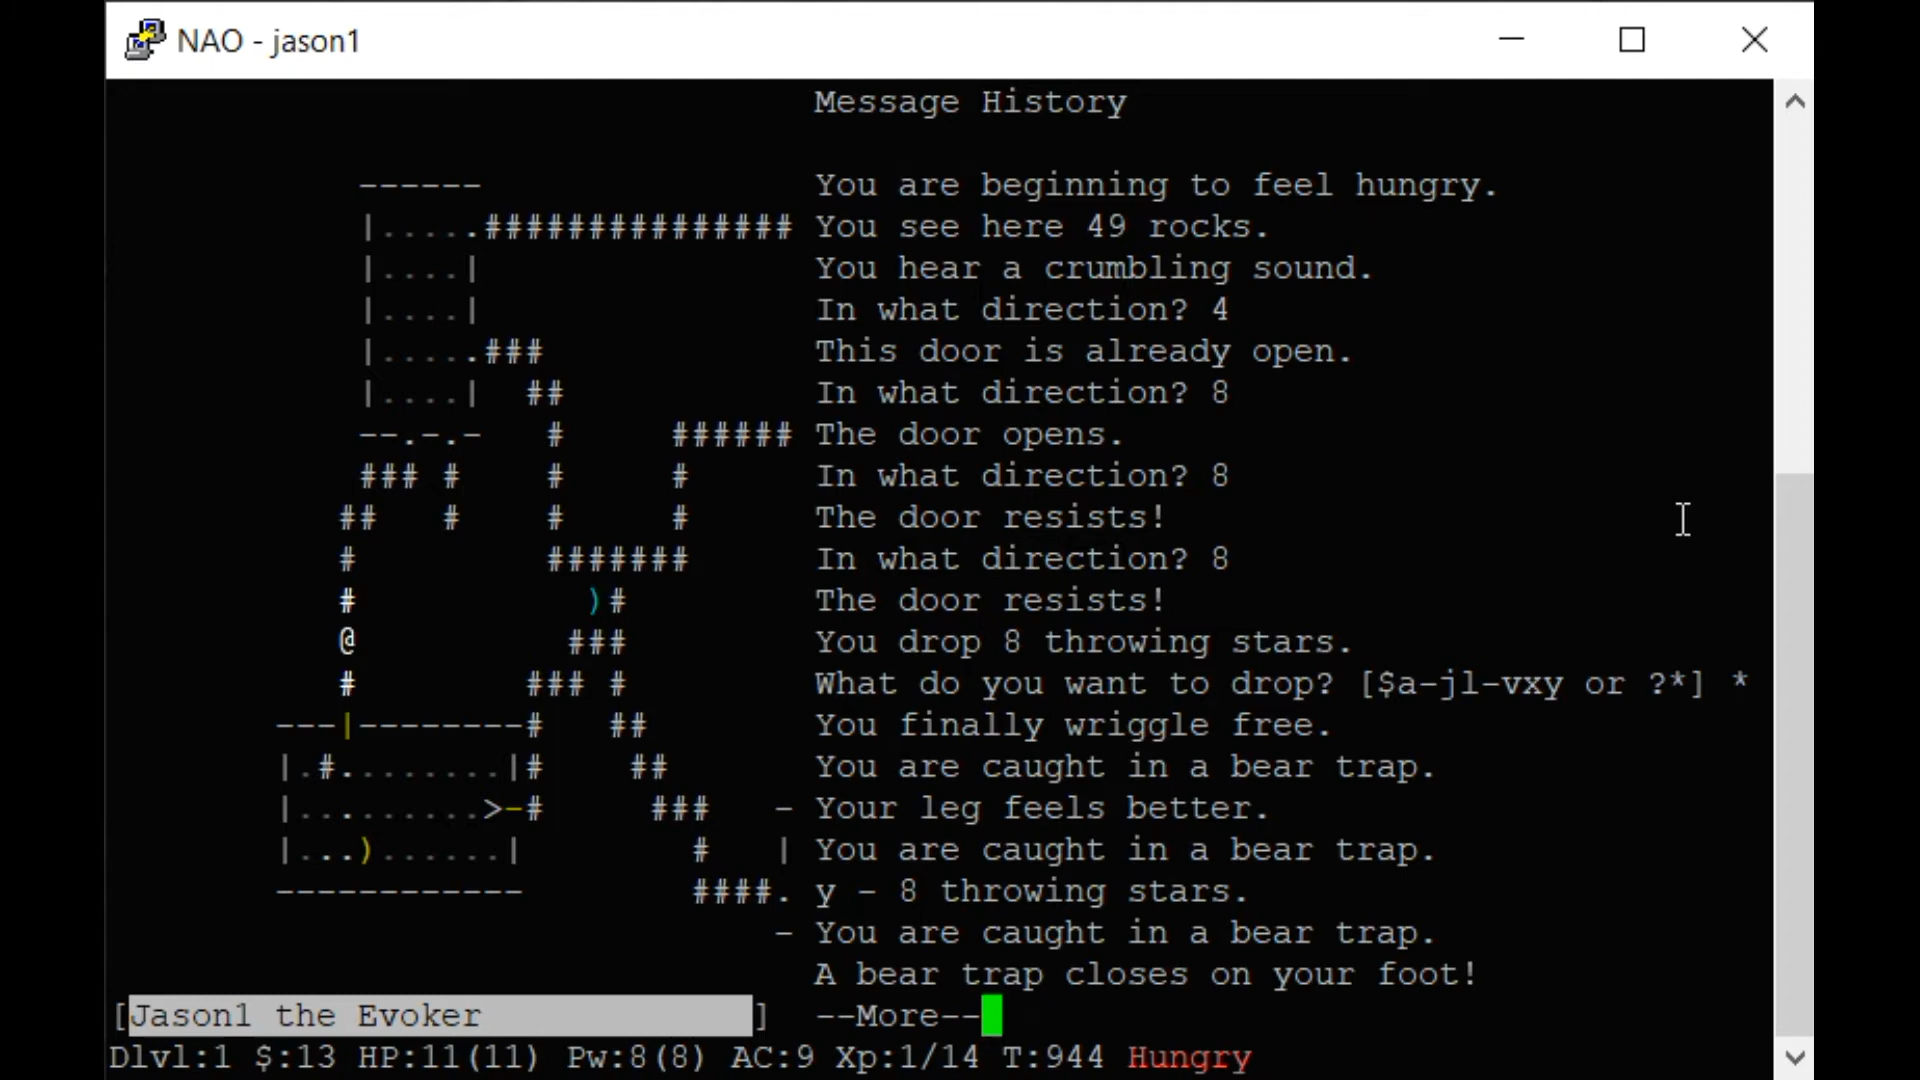 NAO - jason1
Message History
------
|.....############### You are beginning to feel hungry.
You see here 49 rocks.
|....| You hear a crumbling sound.
|....| In what direction? 4
|.....### This door is already open.
|....| ## In what direction? 8
--.-.- # ###### The door opens.
### # # # In what direction? 8
## # # # The door resists!
# ####### In what direction? 8
# )# The door resists!
@ ### You drop 8 throwing stars.
# ### # What do you want to drop? [$a-jl-vxy or ?*] *
---|--------# ## You finally wriggle free.
|.#.......|# ## You are caught in a bear trap.
|.........>-# ### - Your leg feels better.
|...)......| # | You are caught in a bear trap.
------------ ####. y - 8 throwing stars.
- You are caught in a bear trap.
A bear trap closes on your foot!
[Jason1 the Evoker ] --More--
Dlvl:1 $:13 HP:11(11) Pw:8(8) AC:9 Xp:1/14 T:944 Hungry